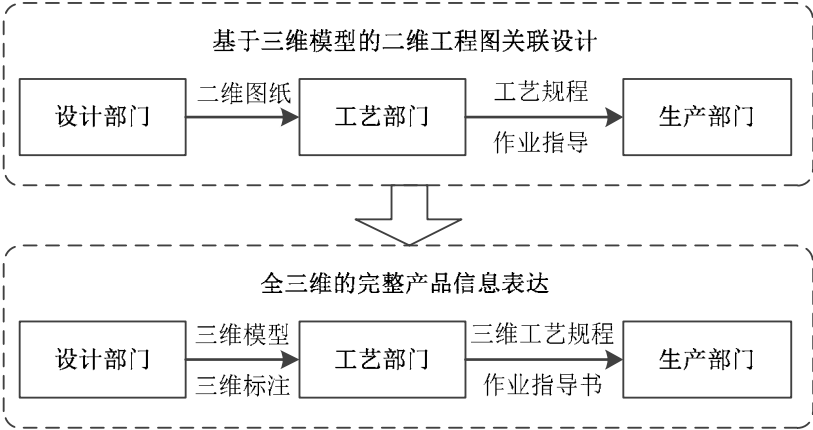 基于三维模型的二维工程图关联设计
设计部门
二维图纸
工艺部门
工艺规程
作业指导
生产部门
全三维的完整产品信息表达
设计部门
三维模型
三维标注
工艺部门
三维工艺规程
作业指导书
生产部门